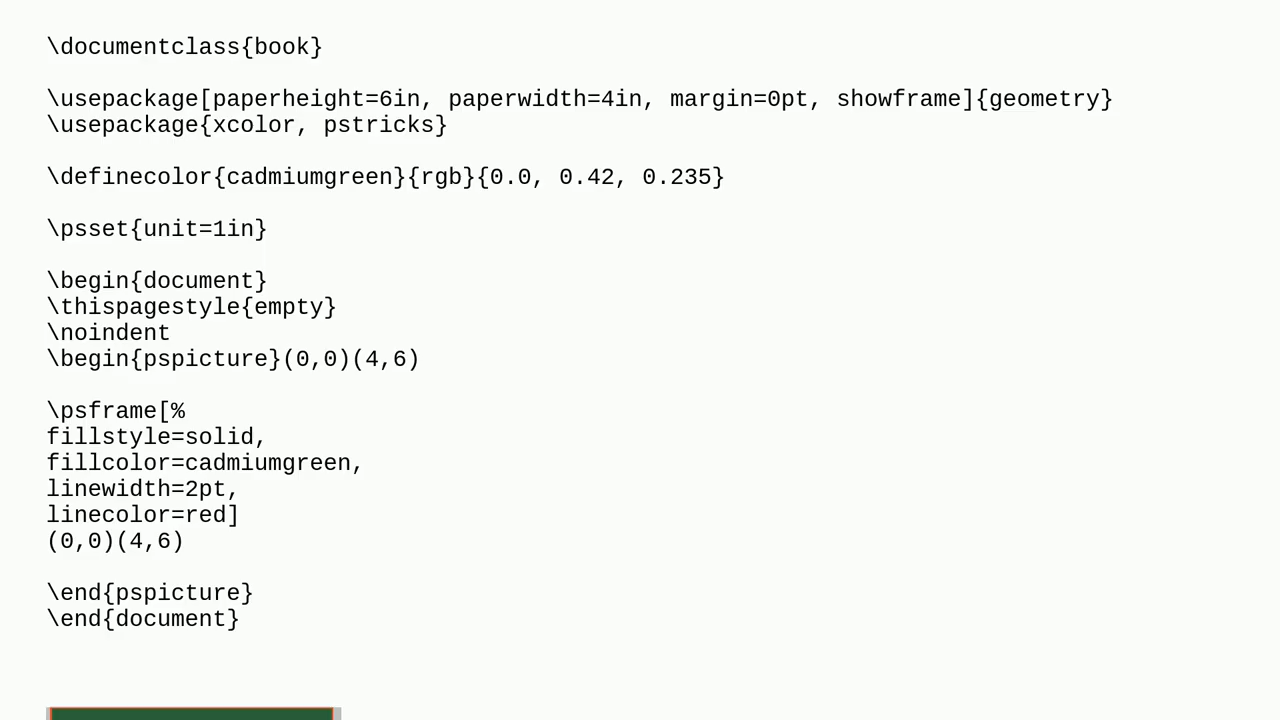 \documentclass{book}
\usepackage[paperheight=6in, paperwidth=4in, margin=0pt, showframe]{geometry}
\usepackage{xcolor, pstricks}
\definecolor{cadmiumgreen}{rgb}{0.0, 0.42, 0.235}
\psset{unit=1in}
\begin{document}
\thispagestyle{empty}
\noindent
\begin{pspicture}(0,0)(4,6)
\psframe[%
fillstyle=solid,
fillcolor=cadmiumgreen,
linewidth=2pt,
linecolor=red]
(0,0)(4,6)
\end{pspicture}
\end{document}